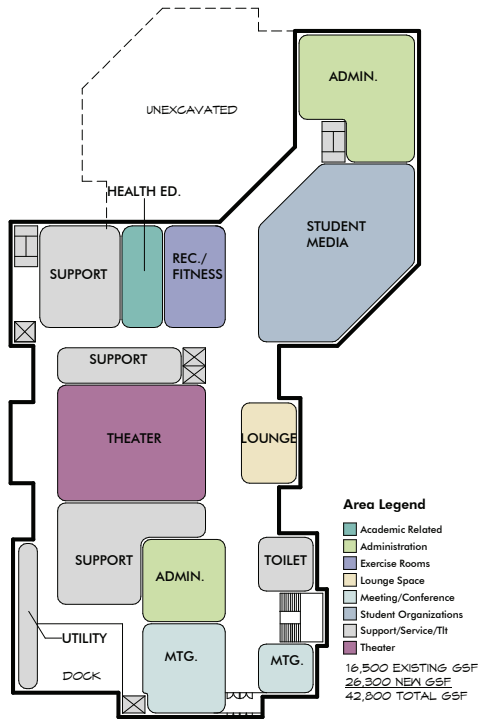 ADMIN.
UNEXCAVATED
HEALTH ED.
STUDENT
MEDIA
SUPPORT
REC./
FITNESS
SUPPORT
THEATER
LOUNGE
SUPPORT
ADMIN.
TOILET
UTILITY
DOCK
MTG.
MTG.
Area Legend
Academic Related
Administration
Exercise Rooms
Lounge Space
Meeting/Conference
Student Organizations
Support/Service/Tlt
Theater
16,500 EXISTING GSF
26,300 NEW GSF
42,800 TOTAL GSF